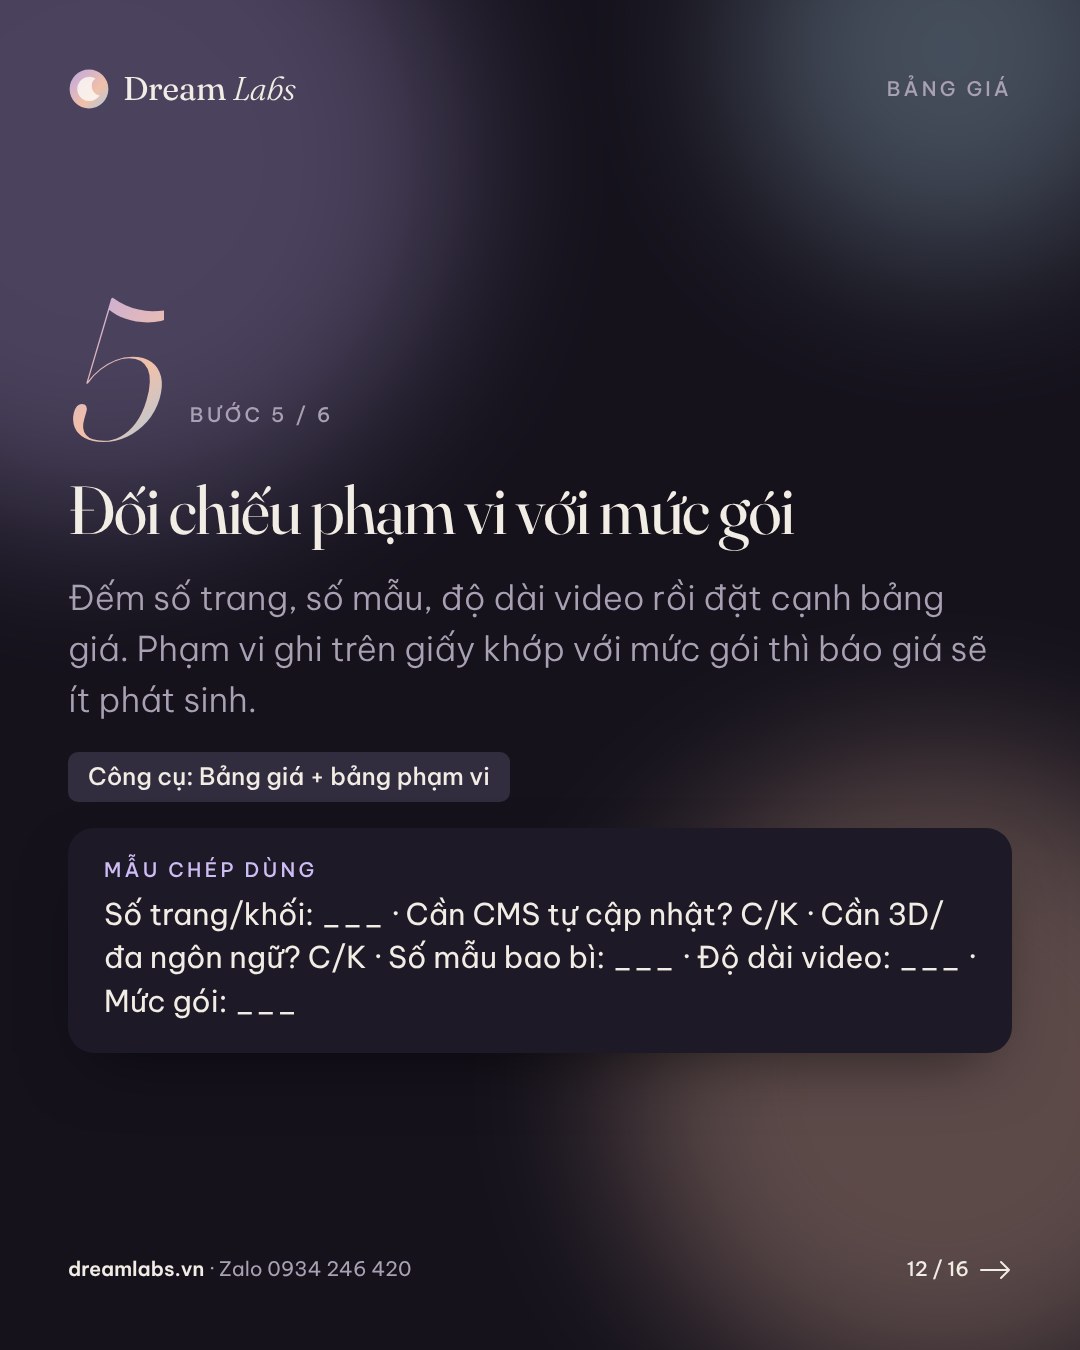 Dream Labs
BẢNG GIÁ
5
BƯỚC 5 / 6
Đối chiếu phạm vi với mức gói
Đếm số trang, số mẫu, độ dài video rồi đặt cạnh bảng
giá. Phạm vi ghi trên giấy khớp với mức gói thì báo giá sẽ
ít phát sinh.
Công cụ: Bảng giá + bảng phạm vi
MẪU CHÉP DÙNG
Số trang/khối: _ _ _ · Cần CMS tự cập nhật? C/K · Cần 3D/
đa ngôn ngữ? C/K · Số mẫu bao bì: _ _ _ · Độ dài video: _ _ _ ·
Mức gói: _ _ _
dreamlabs.vn · Zalo 0934 246 420
12 / 16 →